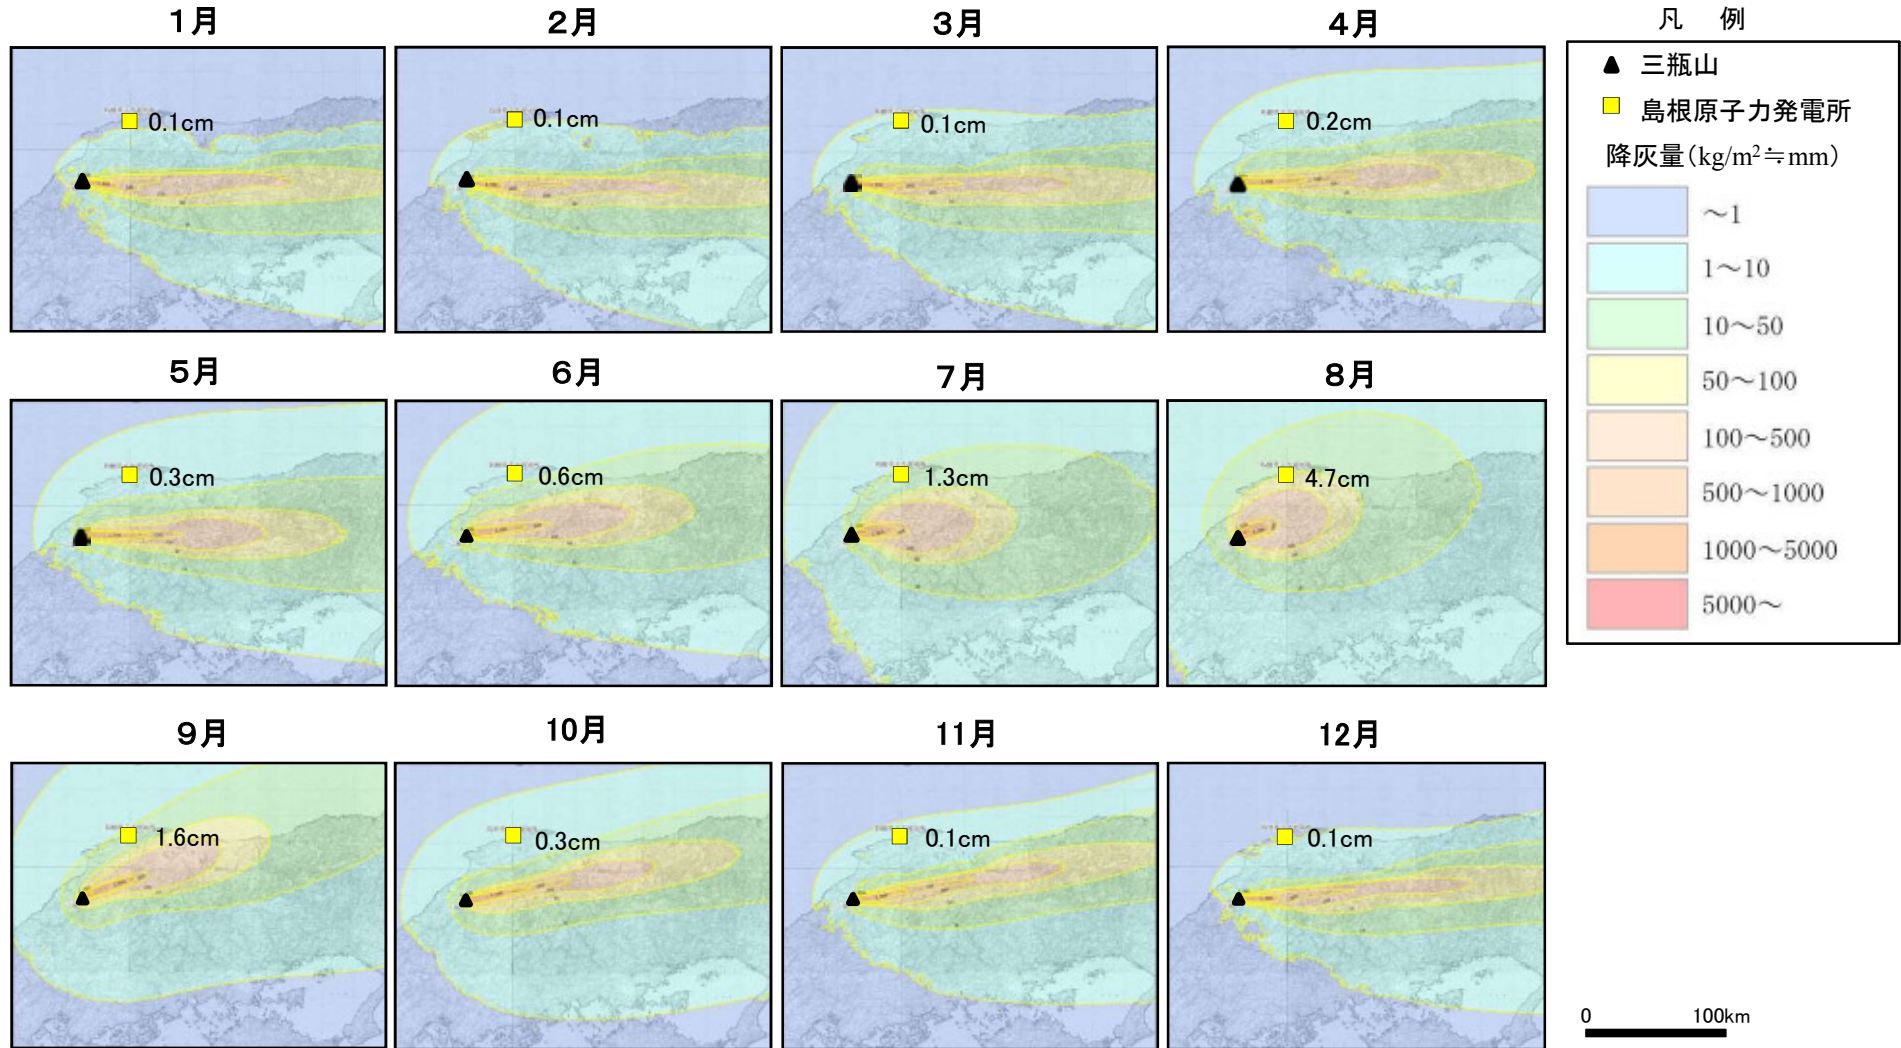 1月
2月
3月
4月
凡 例
三瓶山
島根原子力発電所
降灰量(kg/m²≒mm)
～1
1～10
10～50
50～100
100～500
500～1000
1000～5000
5000～
0.1cm
0.1cm
0.1cm
0.2cm
5月
6月
7月
8月
0.3cm
0.6cm
1.3cm
4.7cm
9月
10月
11月
12月
1.6cm
0.3cm
0.1cm
0.1cm
0 100km